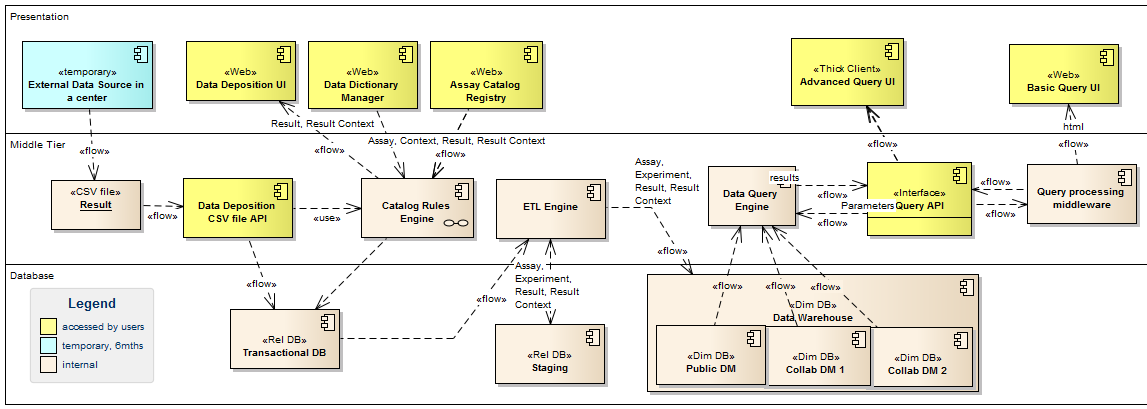 Presentation
«temporary»
External Data Source in
a center
«Web»
Data Deposition UI
«Web»
Data Dictionary
Manager
«Web»
Assay Catalog
Registry
«Thick Client»
Advanced Query UI
«Web»
Basic Query UI
Result, Result Context
«flow»
Assay, Context, Result, Result Context
«flow»
html
«flow»
«flow»
«flow»
Middle Tier
«CSV file»
Result
«flow»
Data Deposition
CSV file API
«use»
Catalog Rules
Engine
ETL Engine
Assay,
Experiment,
Result, Result
Context
«flow»
Data Query
Engine
results
«flow»
Parameters
«flow»
«Interface»
Query API
«flow»
«flow»
Query processing
middleware
«flow»
«flow»
Assay,
Experiment,
Result, Result
Context
«flow»
«flow»
«flow»
«flow»
Database
Legend
accessed by users
temporary, 6mths
internal
«Rel DB»
Transactional DB
«Rel DB»
Staging
«Dim DB»
Data Warehouse
«Dim DB»
Public DM
«Dim DB»
Collab DM 1
«Dim DB»
Collab DM 2